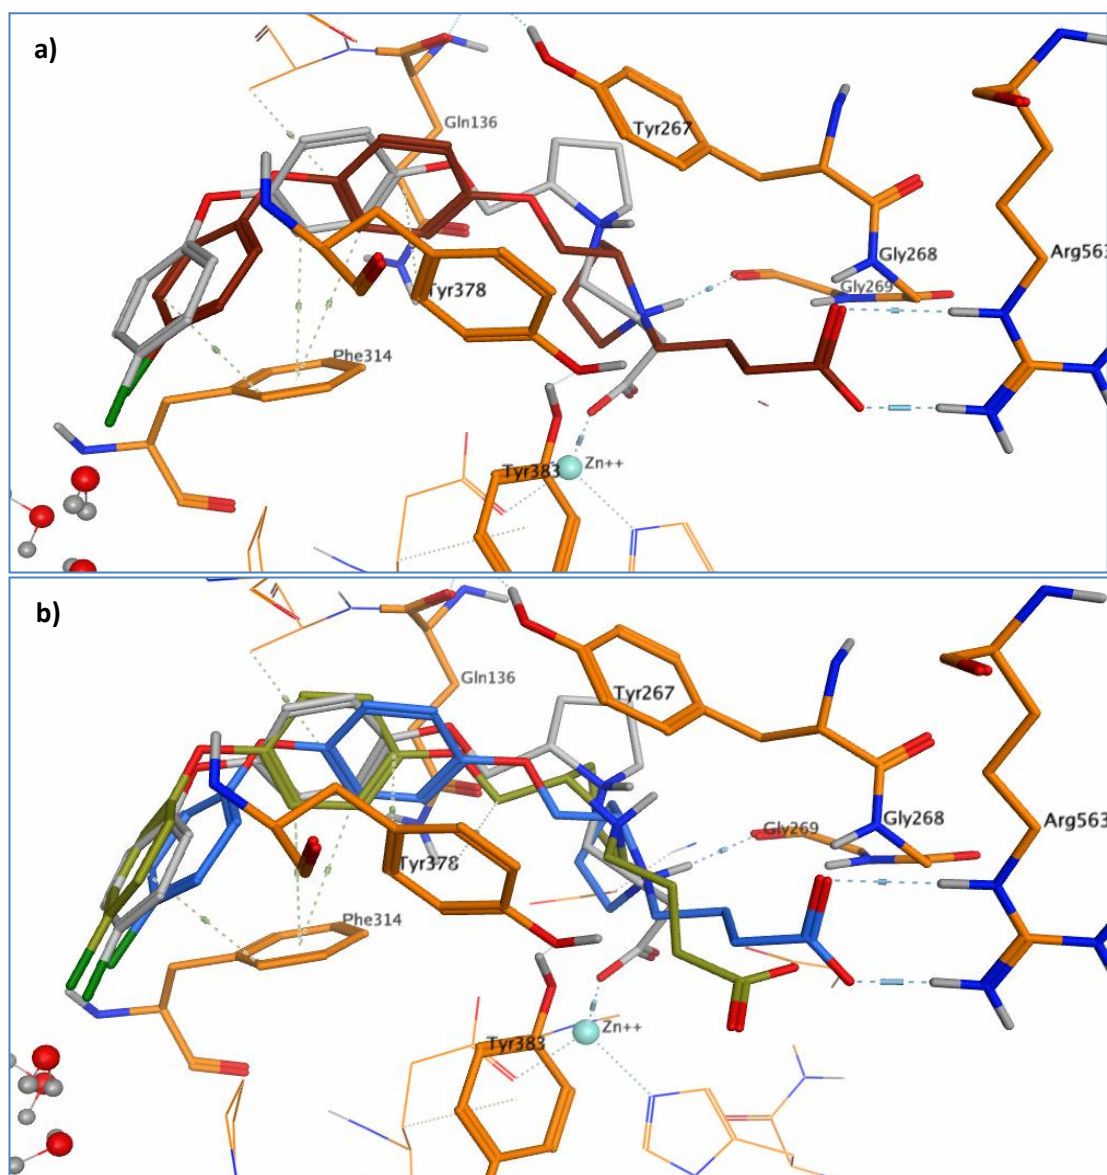 a)
Gln136
Tyr267
Gly268
Arg563
Gly269
Tyr378
Phe314
Tyr383
Zn++
b)
Gln136
Tyr267
Gly269
Gly268
Arg563
Tyr378
Phe314
Tyr383
Zn++